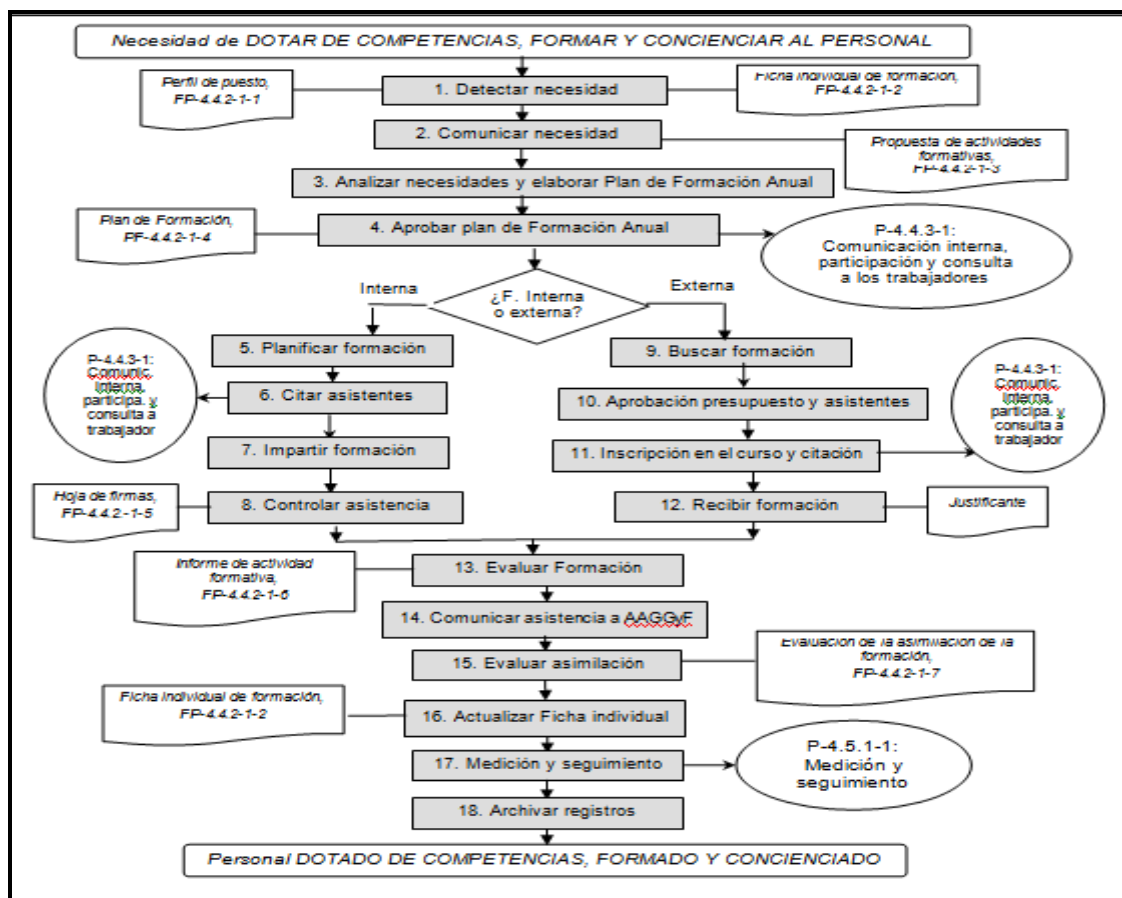 Necesidad de DOTAR DE COMPETENCIAS, FORMAR Y CONCIENCIAR AL PERSONAL
Perfil de puesto,
FP-4.4.2-1-1
1. Detectar necesidad
Ficha individual de formación,
FP-4.4.2-1-2
2. Comunicar necesidad
Propuesta de actividades
formativas,
FP-4.4.2-1-3
3. Analizar necesidades y elaborar Plan de Formación Anual
Plan de Formación,
PF-4.4.2-1-4
4. Aprobar plan de Formación Anual
P-4.4.3-1:
Comunicación interna,
participación y consulta
a los trabajadores
Interna
¿F. Interna
o externa?
Externa
5. Planificar formación
9. Buscar formación
P-4.4.3-1:
Comunic.
interna,
participa. y
consulta a
trabajador
6. Citar asistentes
10. Aprobación presupuesto y asistentes
P-4.4.3-1:
Comunic.
interna,
participa. y
consulta a
trabajador
7. Impartir formación
11. Inscripción en el curso y citación
Hoja de firmas,
FP-4.4.2.-1-5
8. Controlar asistencia
12. Recibir formación
Justificante
Informe de actividad
formativa,
FP-4.4.2-1-6
13. Evaluar Formación
14. Comunicar asistencia a AAGGyF
15. Evaluar asimilación
Evaluación de la asimilación de la
formación,
FP-4.4.2-1-7
Ficha individual de formación,
FP-4.4.2-1-2
16. Actualizar Ficha individual
17. Medición y seguimiento
P-4.5.1-1:
Medición y
seguimiento
18. Archivar registros
Personal DOTADO DE COMPETENCIAS, FORMADO Y CONCIENCIADO